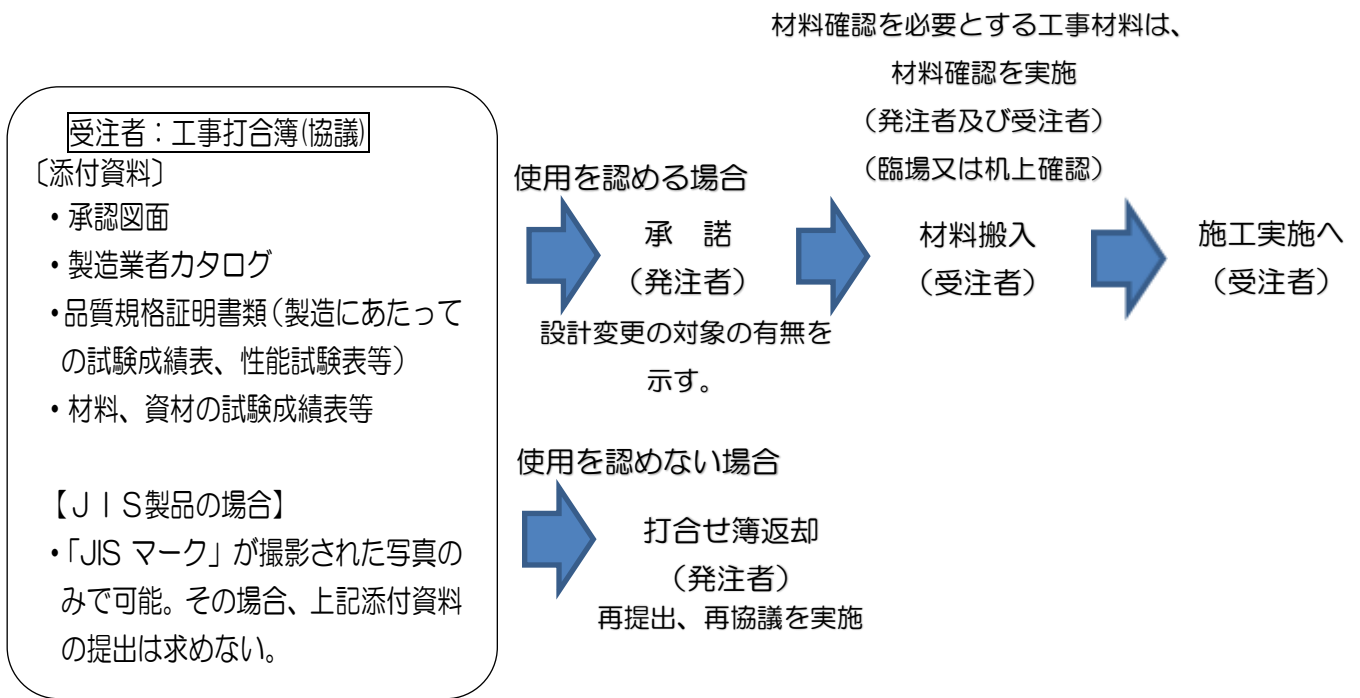 材料確認を必要とする工事材料は、
材料確認を実施
（発注者及び受注者）
（臨場又は机上確認）
受注者：工事打合簿(協議)
〔添付資料〕
・承認図面
・製造業者カタログ
・品質規格証明書類（製造にあたって
の試験成績表、性能試験表等）
・材料、資材の試験成績表等
【ＪＩＳ製品の場合】
・「JIS マーク」が撮影された写真の
みで可能。その場合、上記添付資料
の提出は求めない。
使用を認める場合
承　諾
（発注者）
設計変更の対象の有無を
示す。
材料搬入
（受注者）
施工実施へ
（受注者）
使用を認めない場合
打合せ簿返却
（発注者）
再提出、再協議を実施